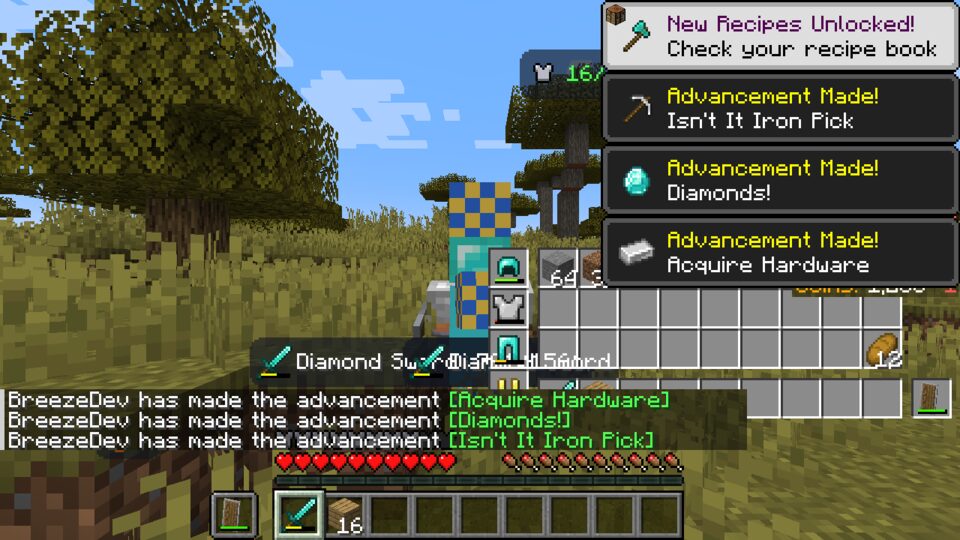 New Recipes Unlocked!
Check your recipe book
16/
Advancement Made!
Isn't It Iron Pick
Advancement Made!
Diamonds!
Advancement Made!
Acquire Hardware
64
12
Diamond Sword
BreezeDev has made the advancement [Acquire Hardware]
BreezeDev has made the advancement [Diamonds!]
BreezeDev has made the advancement [Isn't It Iron Pick]
16